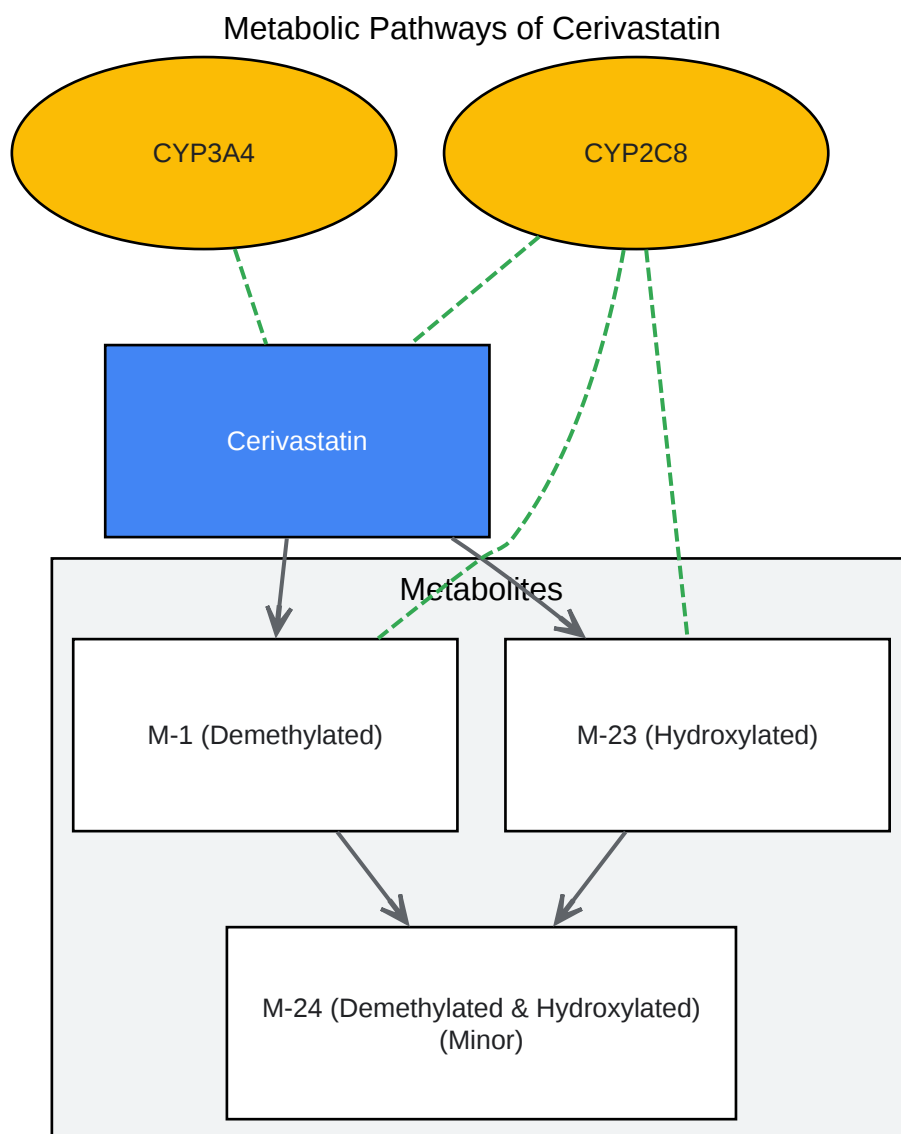 Metabolic Pathways of Cerivastatin
CYP3A4
CYP2C8
Cerivastatin
Metabolites
M-1 (Demethylated)
M-23 (Hydroxylated)
M-24 (Demethylated & Hydroxylated)
(Minor)